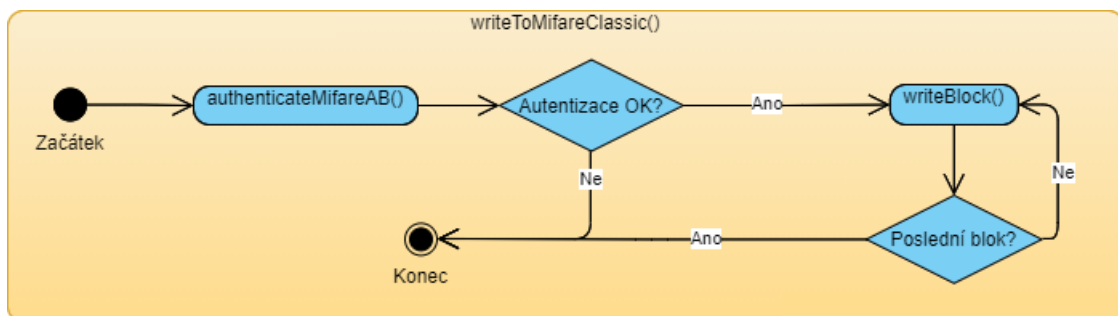 writeToMifareClassic()
authenticateMifareAB()
Autentizace OK?
Ano
writeBlock()
Začátek
Ne
Ne
Ano
Poslední blok?
Konec